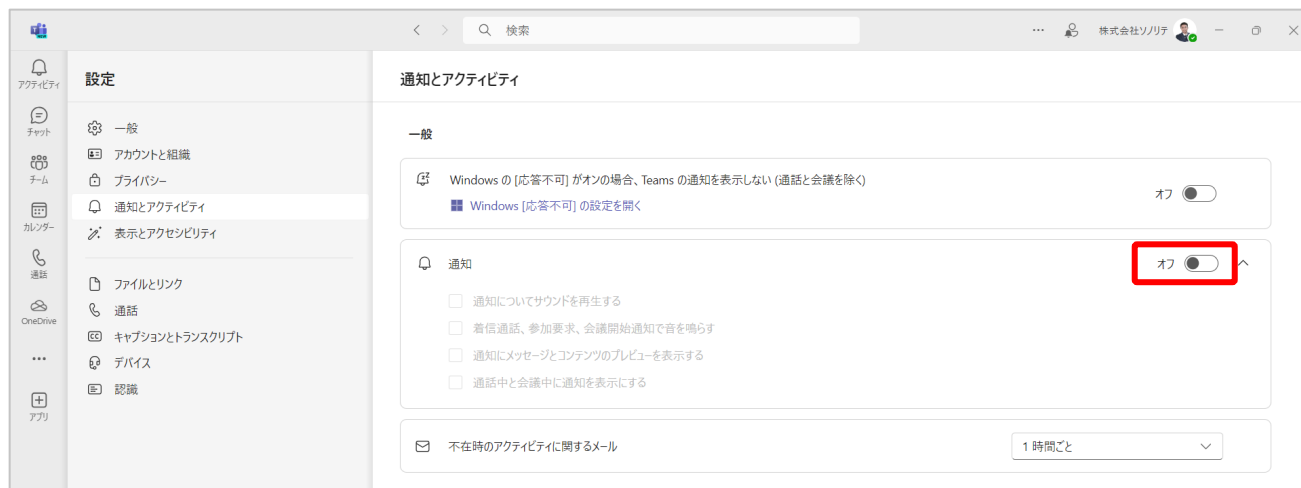 検索
株式会社ソノリテ
アクティビティ
チャット
チーム
カレンダー
通話
OneDrive
アプリ
設定
一般
アカウントと組織
プライバシー
通知とアクティビティ
表示とアクセシビリティ
ファイルとリンク
通話
キャプションとトランスクリプト
デバイス
認識
通知とアクティビティ
一般
Windows の [応答不可] がオンの場合、Teams の通知を表示しない (通話と会議を除く)
オフ
Windows [応答不可] の設定を開く
通知
オフ
通知についてサウンドを再生する
着信通話、参加要求、会議開始通知で音を鳴らす
通知にメッセージとコンテンツのプレビューを表示する
通話中と会議中に通知を表示にする
不在時のアクティビティに関するメール
1 時間ごと